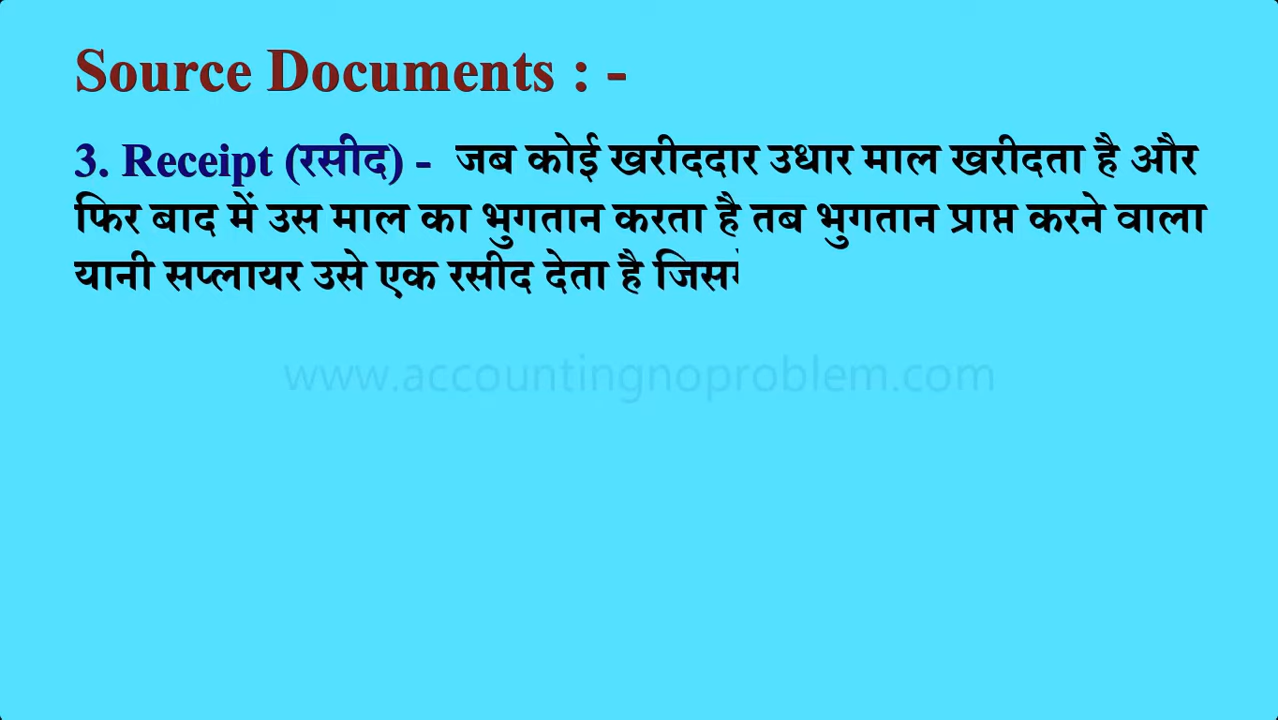 Source Documents : -
3. Receipt (रसीद) - जब कोई खरीददार उधार माल खरीदता है और
फिर बाद में उस माल का भुगतान करता है तब भुगतान प्राप्त करने वाला
यानी सप्लायर उसे एक रसीद देता है
www.accountingnoproblem.com